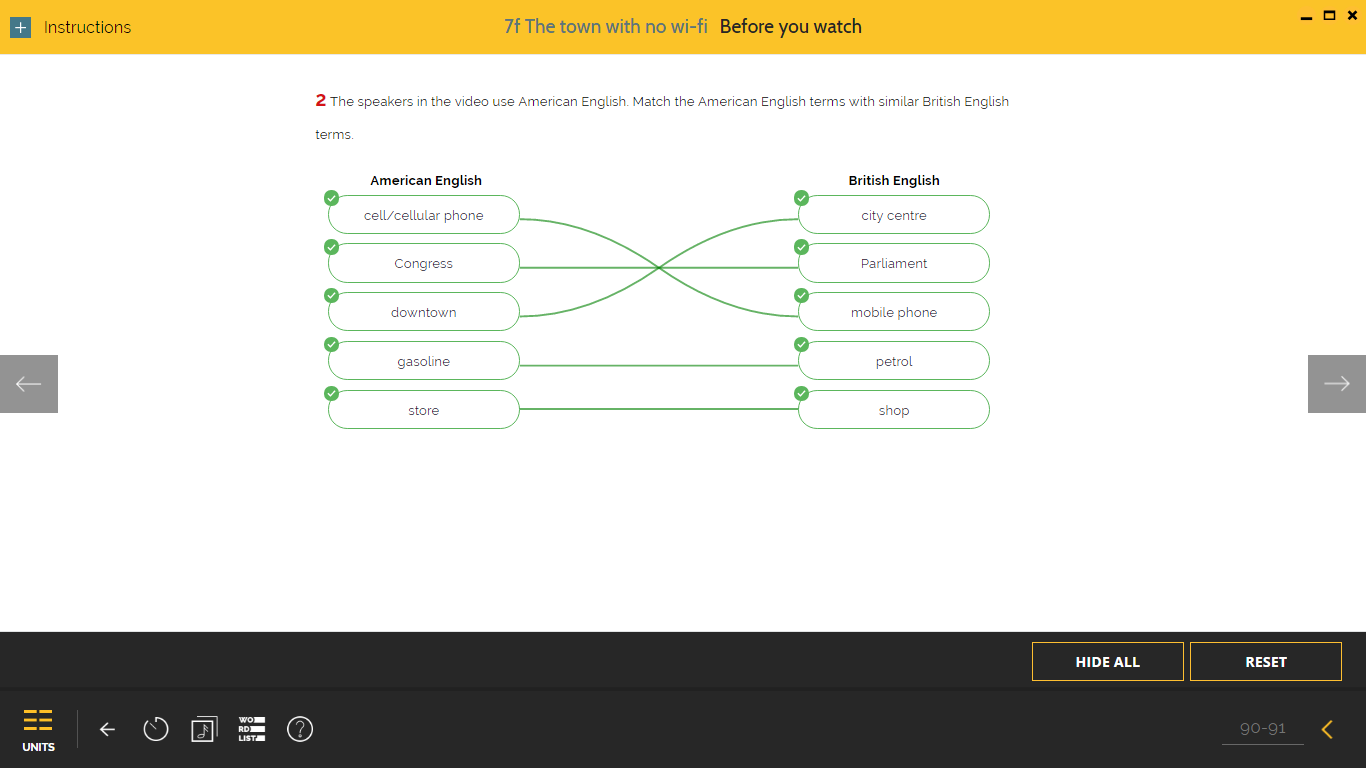 Instructions
7f The town with no wi-fi Before you watch
2 The speakers in the video use American English. Match the American English terms with similar British English
terms.
American English British English
cell/cellular phone city centre
Congress Parliament
downtown mobile phone
gasoline petrol
store shop
HIDE ALL RESET
WO
RD
LIST
UNITS
90-91